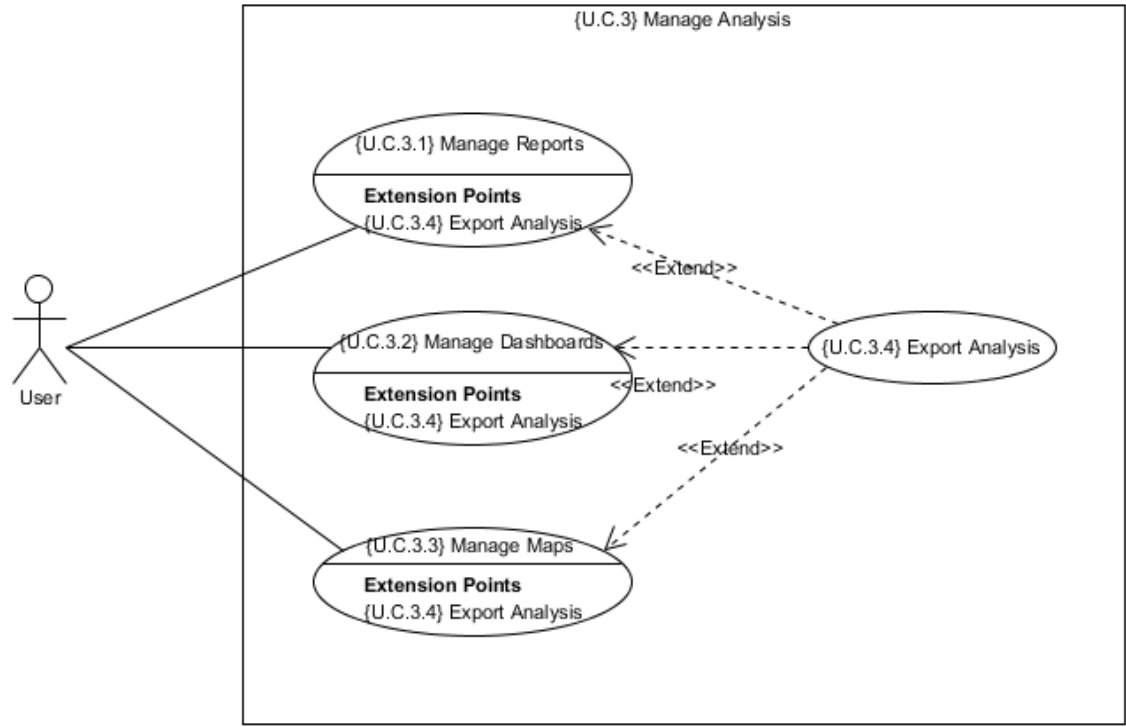 {U.C.3} Manage Analysis
{U.C.3.1} Manage Reports
Extension Points
{U.C.3.4} Export Analysis
<<Extend>>
{U.C.3.2} Manage Dashboards
Extension Points
{U.C.3.4} Export Analysis
{U.C.3.4} Export Analysis
<<Extend>>
User
<<Extend>>
{U.C.3.3} Manage Maps
Extension Points
{U.C.3.4} Export Analysis